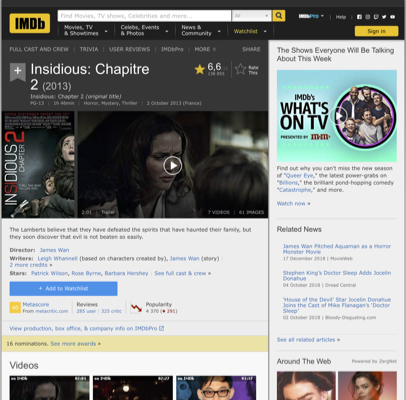 IMDb
Find Movies, TV shows, Celebrities and more...
All
IMDbPro
Help
Movies, TV
& Showtimes
Celebs, Events
& Photos
News &
Community
Watchlist
Sign in
FULL CAST AND CREW | TRIVIA | USER REVIEWS | IMDbPro | MORE
SHARE
Insidious: Chapitre
2 (2013)
6,6
Rate
This
Insidious: Chapter 2 (original title)
PG-13 | 1h 46min | Horror, Mystery, Thriller | 2 October 2013 (France)
INSIDIOUS
2
2:01 | Trailer
7 VIDEOS | 61 IMAGES
The Lamberts believe that they have defeated the spirits that have haunted their family, but
they soon discover that evil is not beaten so easily.
Director: James Wan
Writers: Leigh Whannell (based on characters created by), James Wan (story)
2 more credits »
Stars: Patrick Wilson, Rose Byrne, Barbara Hershey | See full cast & crew »
+ Add to Watchlist
Metascore
From metacritic.com
Reviews
285 user | 325 critic
Popularity
4 370 ( 291)
View production, box office, & company info on IMDbPro
16 nominations. See more awards »
Videos
The Shows Everyone Will Be Talking
About This Week
IMDb's
WHAT'S
ON TV
PRESENTED BY m&m's
Find out why you can't miss the new season
of "Queer Eye," the latest power-grabs on
"Billions," the brilliant pond-hopping comedy
"Catastrophe," and more.
Watch now »
Related News
James Wan Pitched Aquaman as a Horror
Monster Movie
17 October 2018 | MovieWeb
Stephen King's Doctor Sleep Adds Jocelin
Donahue
04 October 2018 | Dread Central
'House of the Devil' Star Jocelin Donahue
Join the Cast of Mike Flanagan's 'Doctor
Sleep'
02 October 2018 | Bloody-Disgusting.com
See all related articles »
Around The Web
Powered by ZergNet